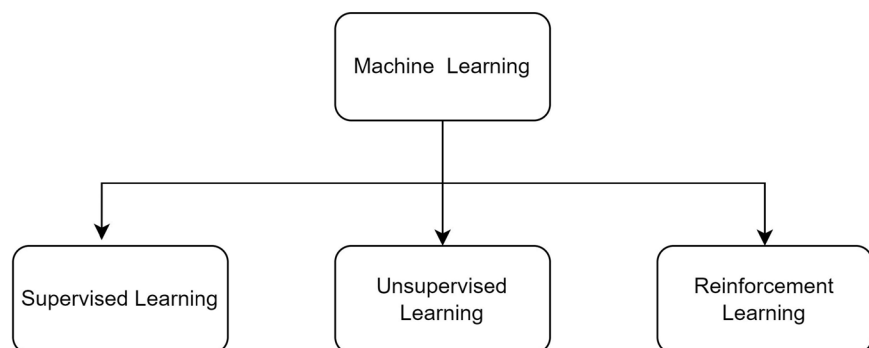 Machine Learning
Supervised Learning
Unsupervised
Learning
Reinforcement
Learning